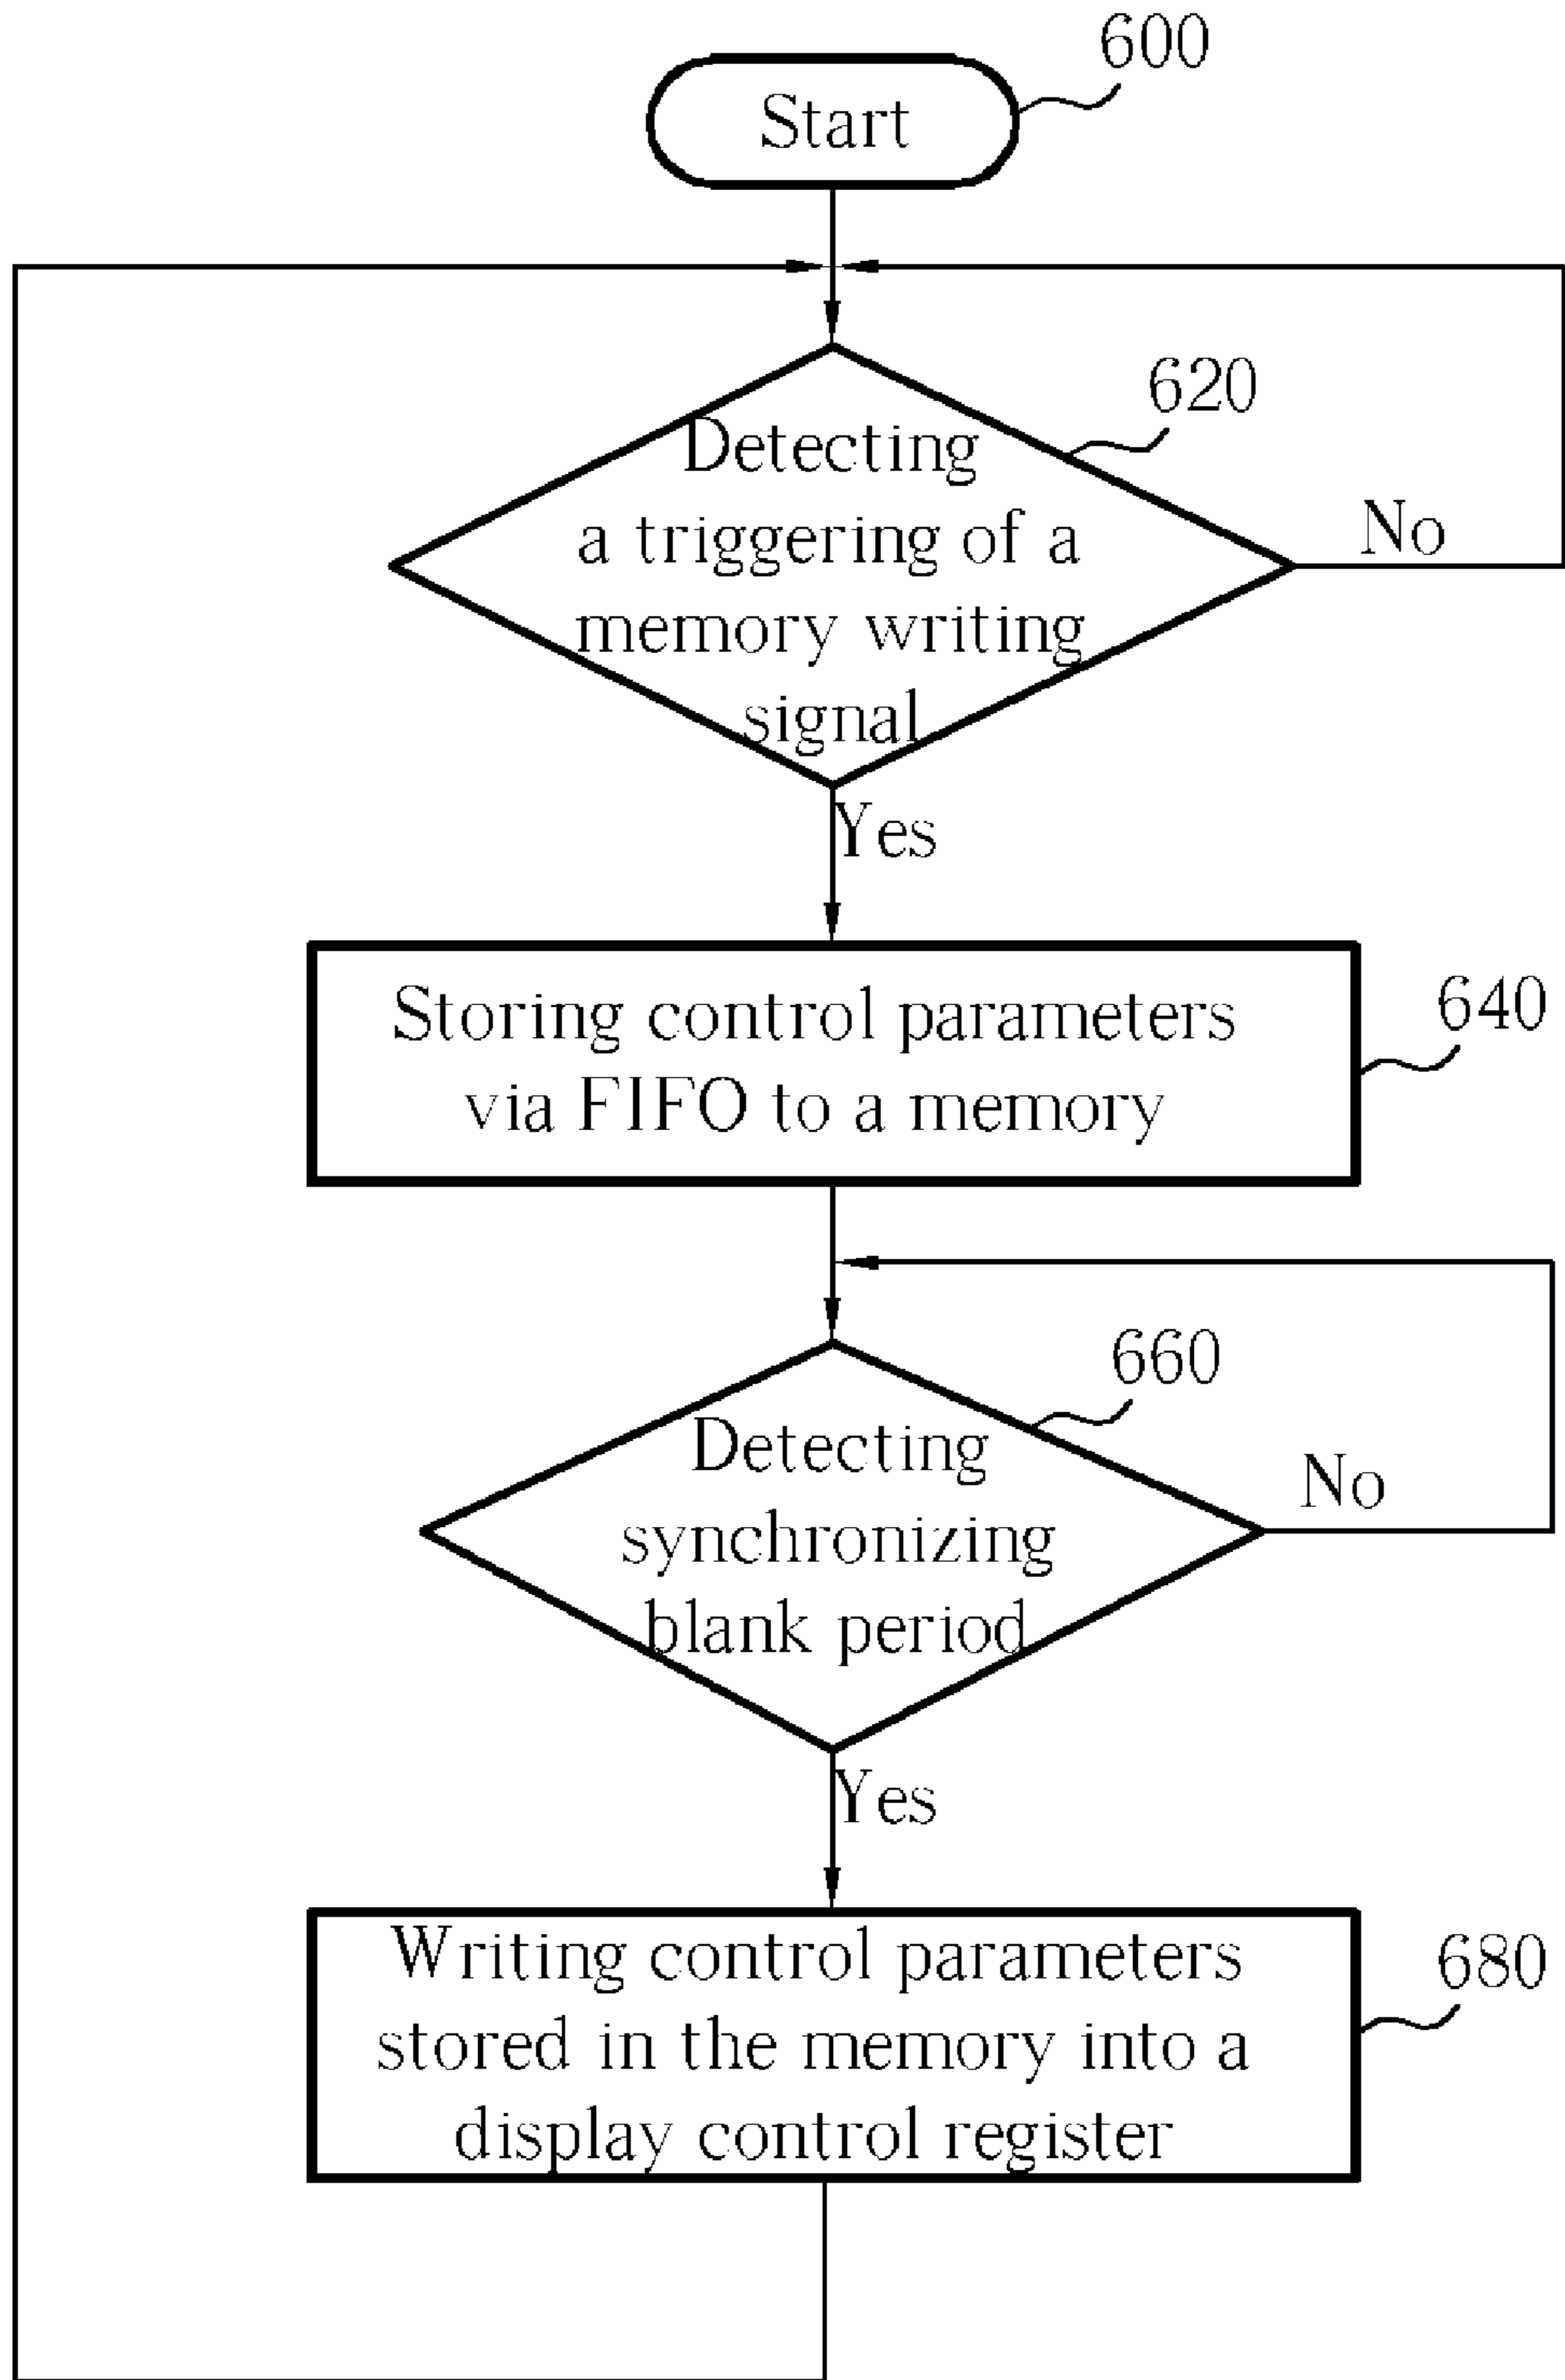 600
Start
620
Detecting
a triggering of a
memory writing
signal
No
Yes
Storing control parameters
via FIFO to a memory
640
660
Detecting
synchronizing
blank period
No
Yes
Writing control parameters
stored in the memory into a
display control register
680